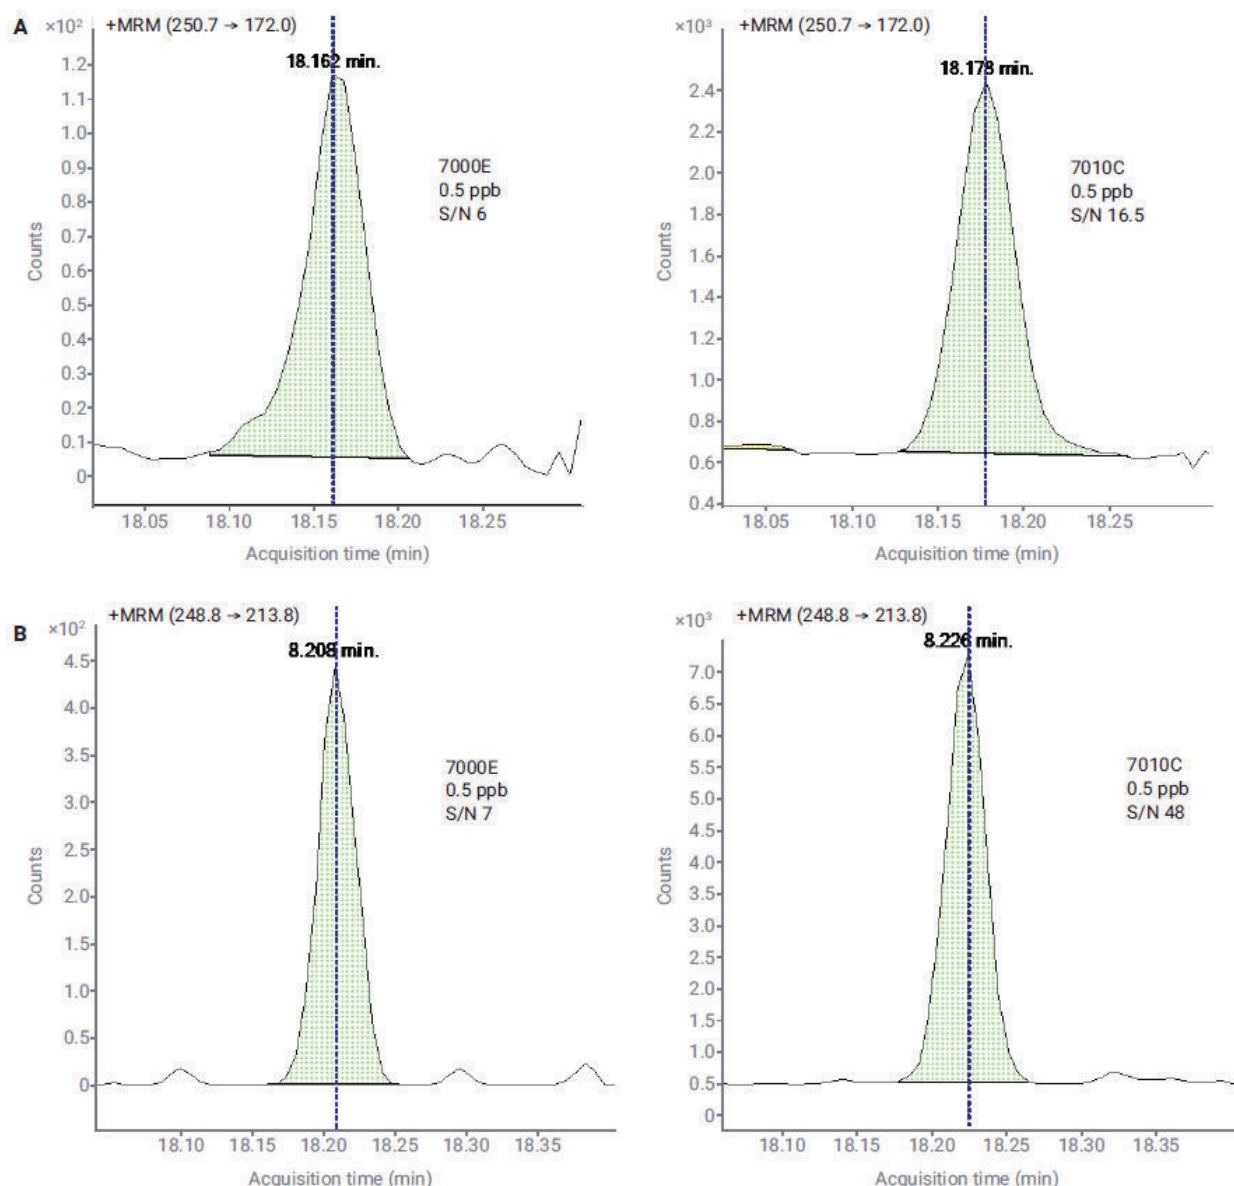 A
×10²
+MRM (250.7 → 172.0)
18.162 min.
1.2
1.1
1.0
0.9
0.8
0.7
0.6
0.5
0.4
0.3
0.2
0.1
0
Counts
7000E
0.5 ppb
S/N 6
18.05 18.10 18.15 18.20 18.25
Acquisition time (min)
×10³
+MRM (250.7 → 172.0)
18.178 min.
2.4
2.2
2.0
1.8
1.6
1.4
1.2
1.0
0.8
0.6
0.4
Counts
7010C
0.5 ppb
S/N 16.5
18.05 18.10 18.15 18.20 18.25
Acquisition time (min)
B
×10²
+MRM (248.8 → 213.8)
8.208 min.
4.5
4.0
3.5
3.0
2.5
2.0
1.5
1.0
0.5
0
Counts
7000E
0.5 ppb
S/N 7
18.10 18.15 18.20 18.25 18.30 18.35
Acquisition time (min)
×10³
+MRM (248.8 → 213.8)
8.226 min.
7.0
6.5
6.0
5.5
5.0
4.5
4.0
3.5
3.0
2.5
2.0
1.5
1.0
0.5
0
Counts
7010C
0.5 ppb
S/N 48
18.10 18.15 18.20 18.25 18.30 18.35
Acquisition time (min)